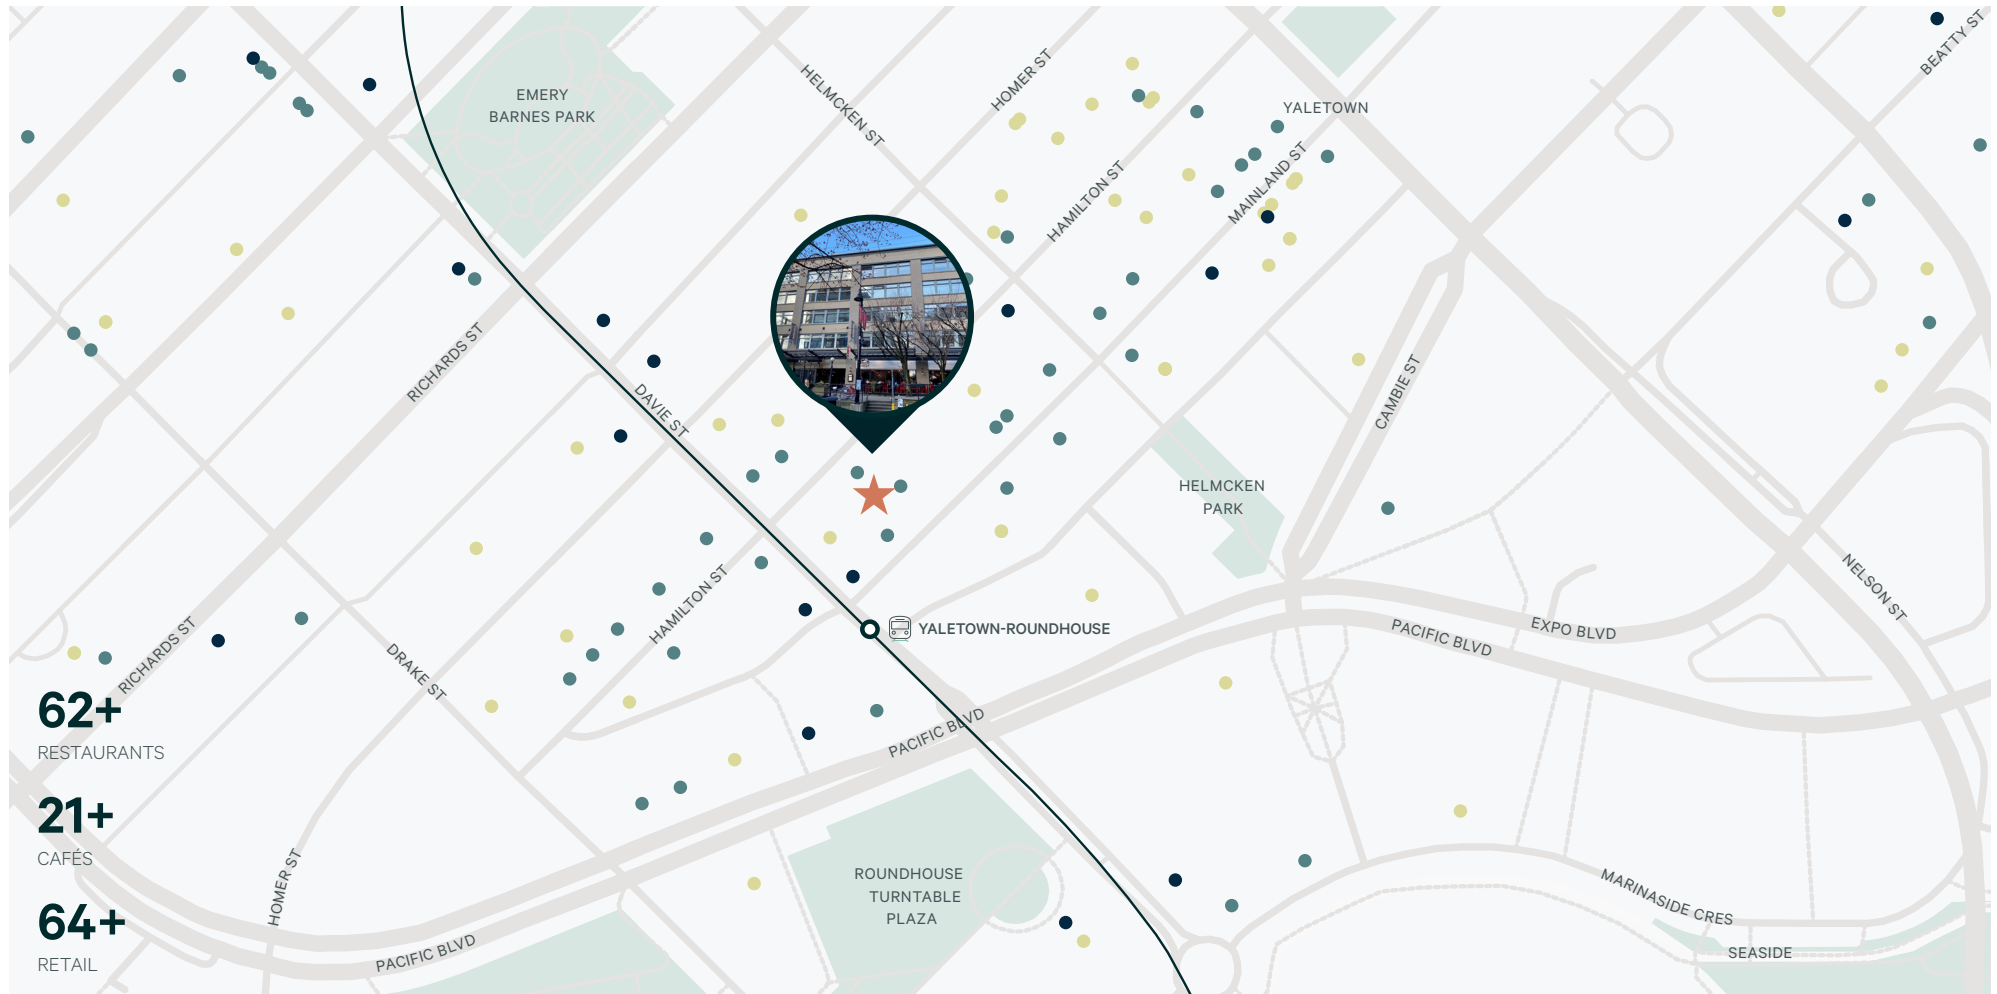 BEATTY ST
HOMER ST
HELMCKEN ST
EMERY
BARNES PARK
YALETOWN
MAINLAND ST
HAMILTON ST
RICHARDS ST
DAVIE ST
CAMBIE ST
HELMCKEN
PARK
NELSON ST
HAMILTON ST
YALETOWN-ROUNDHOUSE
EXPO BLVD
PACIFIC BLVD
RICHARDS ST
DRAKE ST
PACIFIC BLVD
62+
RESTAURANTS
21+
CAFÉS
64+
RETAIL
HOMER ST
PACIFIC BLVD
ROUNDHOUSE
TURNTABLE
PLAZA
MARINASIDE CRES
SEASIDE